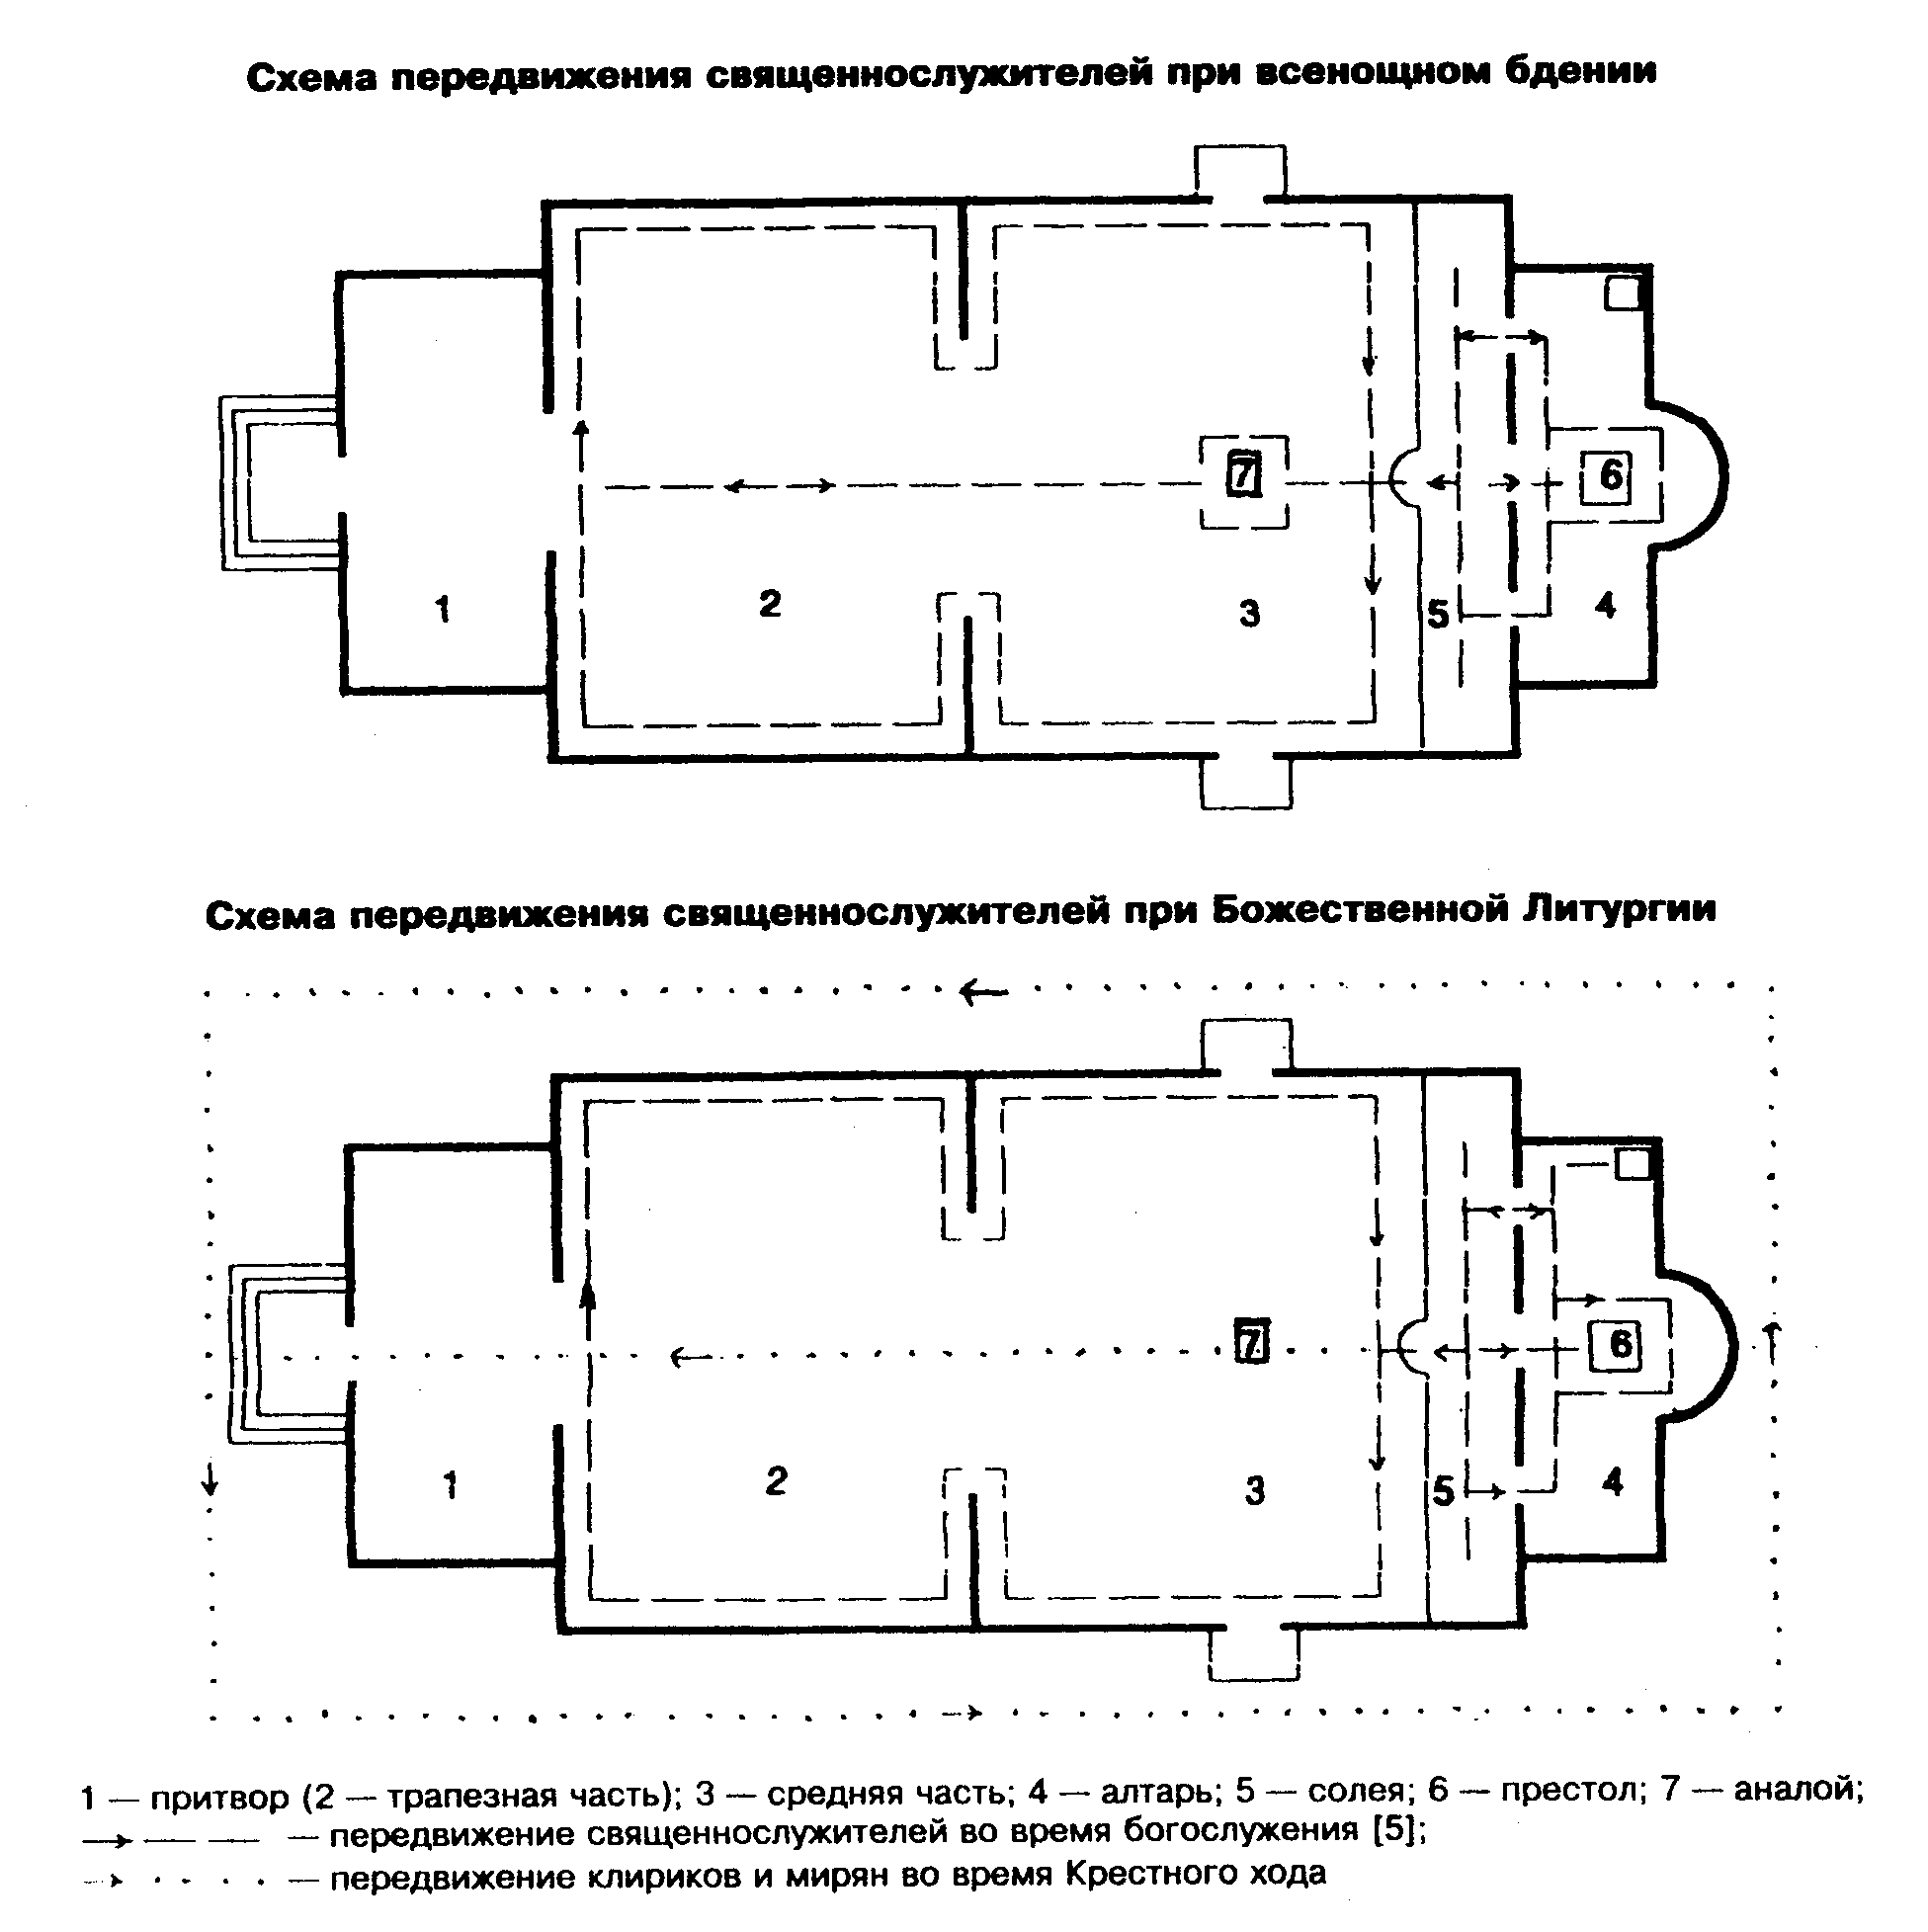 Схема передвижения священнослужителей при всенощном бдении
7
6
1
2
3
5
4
Схема передвижения священнослужителей при Божественной Литургии
7
6
1
2
3
5
4
1 — притвор (2 — трапезная часть); 3 — средняя часть; 4 — алтарь; 5 — солея; 6 — престол; 7 — аналой;
— передвижение священнослужителей во время богослужения [5];
— передвижение клириков и мирян во время Крестного хода